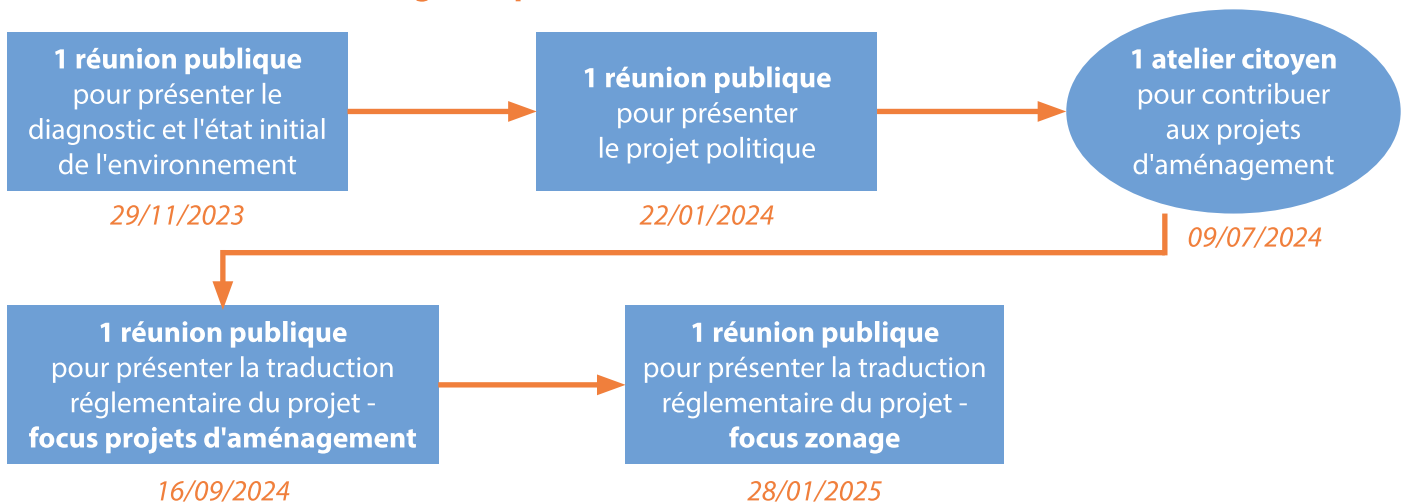 1 réunion publique
pour présenter le
diagnostic et l'état initial
de l'environnement
29/11/2023
1 réunion publique
pour présenter
le projet politique
22/01/2024
1 atelier citoyen
pour contribuer
aux projets
d'aménagement
09/07/2024
1 réunion publique
pour présenter la traduction
réglementaire du projet -
focus projets d'aménagement
16/09/2024
1 réunion publique
pour présenter la traduction
réglementaire du projet -
focus zonage
28/01/2025